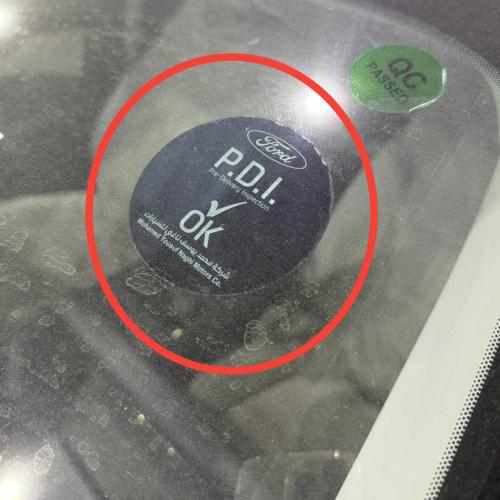 Ford
P.D.I.
Pre-Delivery Inspection
OK
شركة محمد يوسف ناغي للسيارات
Mohamed Yousuf Naghi Motors Co.
QC
PASSED